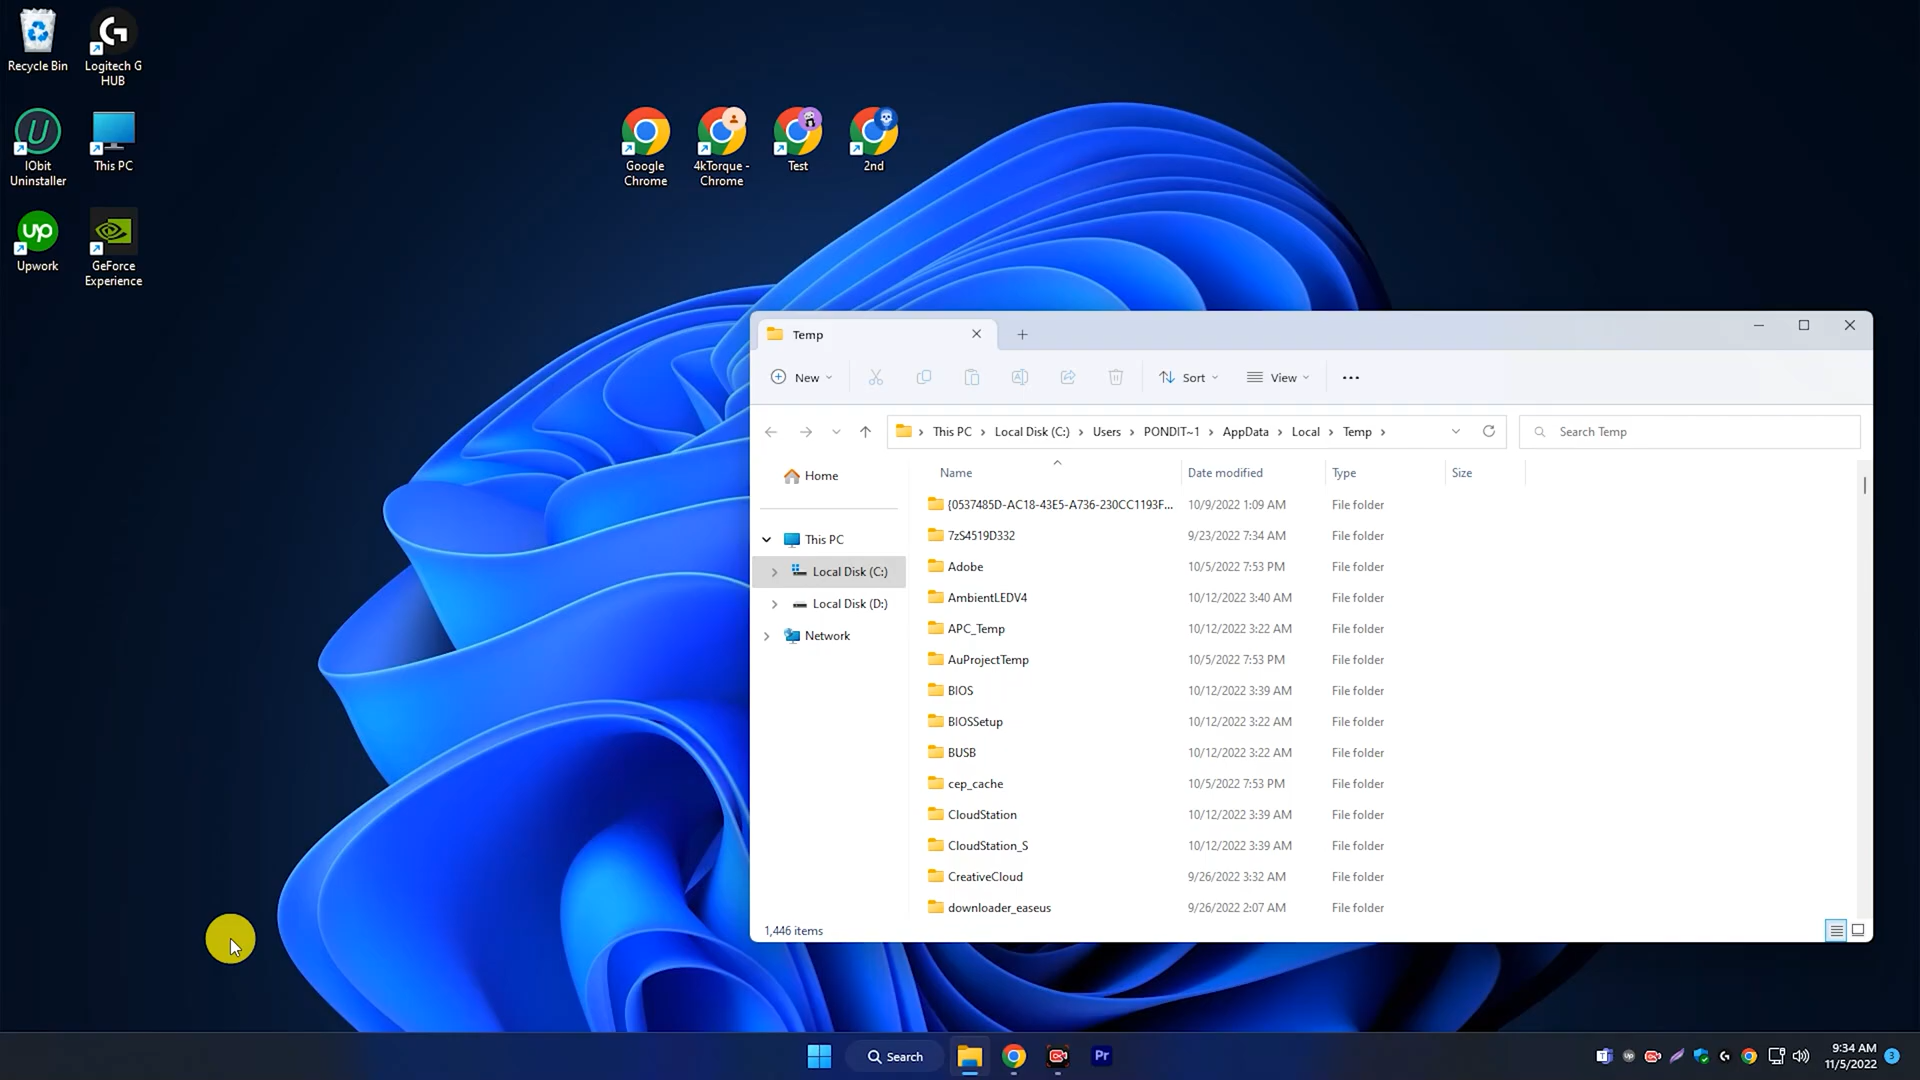 Recycle Bin
Logitech G
HUB
IObit
Uninstaller
This PC
Upwork
GeForce
Experience
Google
Chrome
4kTorque -
Chrome
Test
2nd
Temp
New
Sort
View
This PC
Local Disk (C:)
Users
PONDIT~1
AppData
Local
Temp
Search Temp
Home
This PC
Local Disk (C:)
Local Disk (D:)
Network
Name Date modified Type Size
{0537485D-AC18-43E5-A736-230CC1193F... 10/9/2022 1:09 AM File folder
7zS4519D332 9/23/2022 7:34 AM File folder
Adobe 10/5/2022 7:53 PM File folder
AmbientLEDV4 10/12/2022 3:40 AM File folder
APC_Temp 10/12/2022 3:22 AM File folder
AuProjectTemp 10/5/2022 7:53 PM File folder
BIOS 10/12/2022 3:39 AM File folder
BIOSSetup 10/12/2022 3:22 AM File folder
BUSB 10/12/2022 3:22 AM File folder
cep_cache 10/5/2022 7:53 PM File folder
CloudStation 10/12/2022 3:39 AM File folder
CloudStation_S 10/12/2022 3:39 AM File folder
CreativeCloud 9/26/2022 3:32 AM File folder
downloader_easeus 9/26/2022 2:07 AM File folder
1,446 items
Search
Pr
9:34 AM
11/5/2022
3